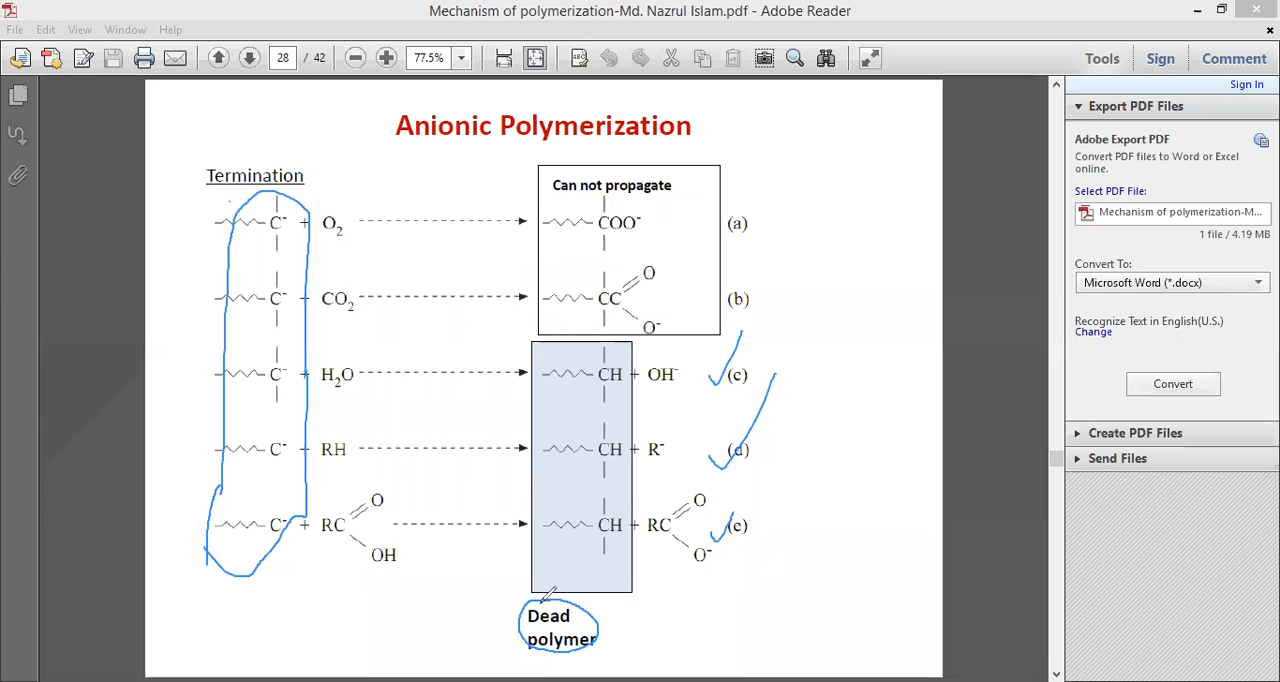 Mechanism of polymerization-Md. Nazrul Islam.pdf - Adobe Reader
File Edit View Window Help
28 / 42 77.5% Tools Sign Comment
Sign In
Export PDF Files
Adobe Export PDF
Convert PDF files to Word or Excel
online.
Select PDF File:
Mechanism of polymerization-M...
1 file / 4.19 MB
Convert To:
Microsoft Word (*.docx)
Recognize Text in English(U.S.)
Change
Convert
Create PDF Files
Send Files
Anionic Polymerization
Termination
Can not propagate
C⁻ + O₂ COO⁻ (a)
C⁻ + CO₂ CC O O⁻ (b)
C⁻ + H₂O CH + OH⁻ (c)
C⁻ + RH CH + R⁻ (d)
C⁻ + RC O OH CH + RC O O⁻ (e)
Dead
polymer